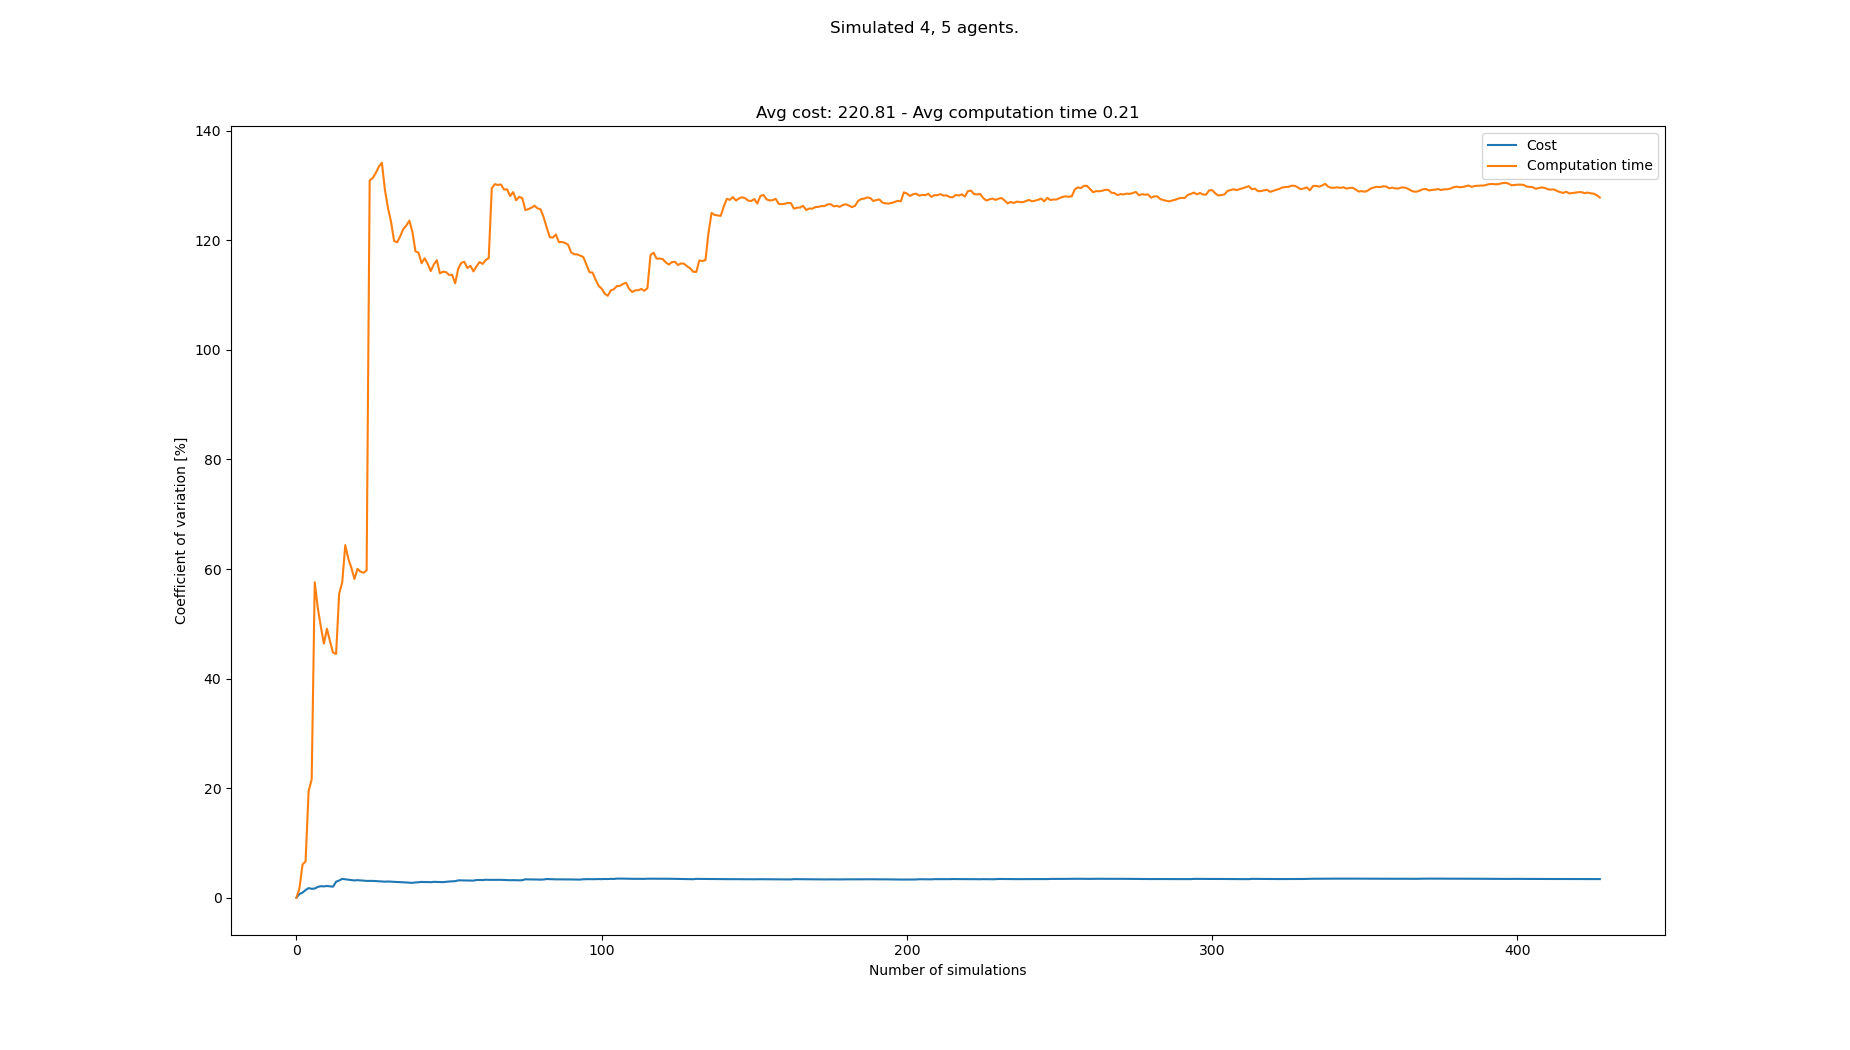 Simulated 4, 5 agents.
Avg cost: 220.81 - Avg computation time 0.21
Cost
Computation time
140
120
100
80
60
40
20
0
Coefficient of variation [%]
0
100
200
300
400
Number of simulations